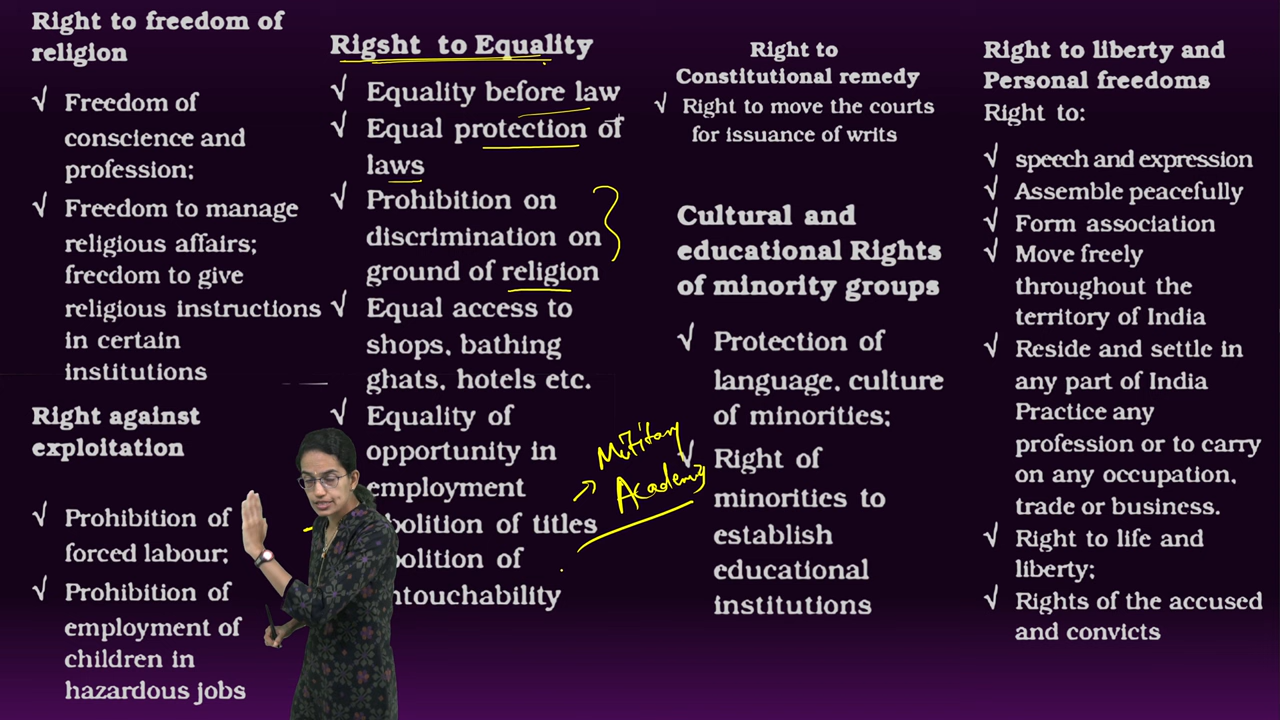 Right to freedom of
religion
√ Freedom of
conscience and
profession;
√ Freedom to manage
religious affairs;
freedom to give
religious instructions
in certain
institutions
Right against
exploitation
√ Prohibition of
forced labour;
√ Prohibition of
employment of
children in
hazardous jobs
Rigsht to Equality
√ Equality before law
√ Equal protection of
laws
√ Prohibition on
discrimination on
ground of religion
√ Equal access to
shops, bathing
ghats, hotels etc.
√ Equality of
opportunity in
employment
bolition of titles
bolition of
ntouchability
→ Military
Academy
Right to
Constitutional remedy
√ Right to move the courts
for issuance of writs
Cultural and
educational Rights
of minority groups
√ Protection of
language, culture
of minorities;
√ Right of
minorities to
establish
educational
institutions
Right to liberty and
Personal freedoms
Right to:
√ speech and expression
√ Assemble peacefully
√ Form association
√ Move freely
throughout the
territory of India
√ Reside and settle in
any part of India
Practice any
profession or to carry
on any occupation,
trade or business.
√ Right to life and
liberty;
√ Rights of the accused
and convicts